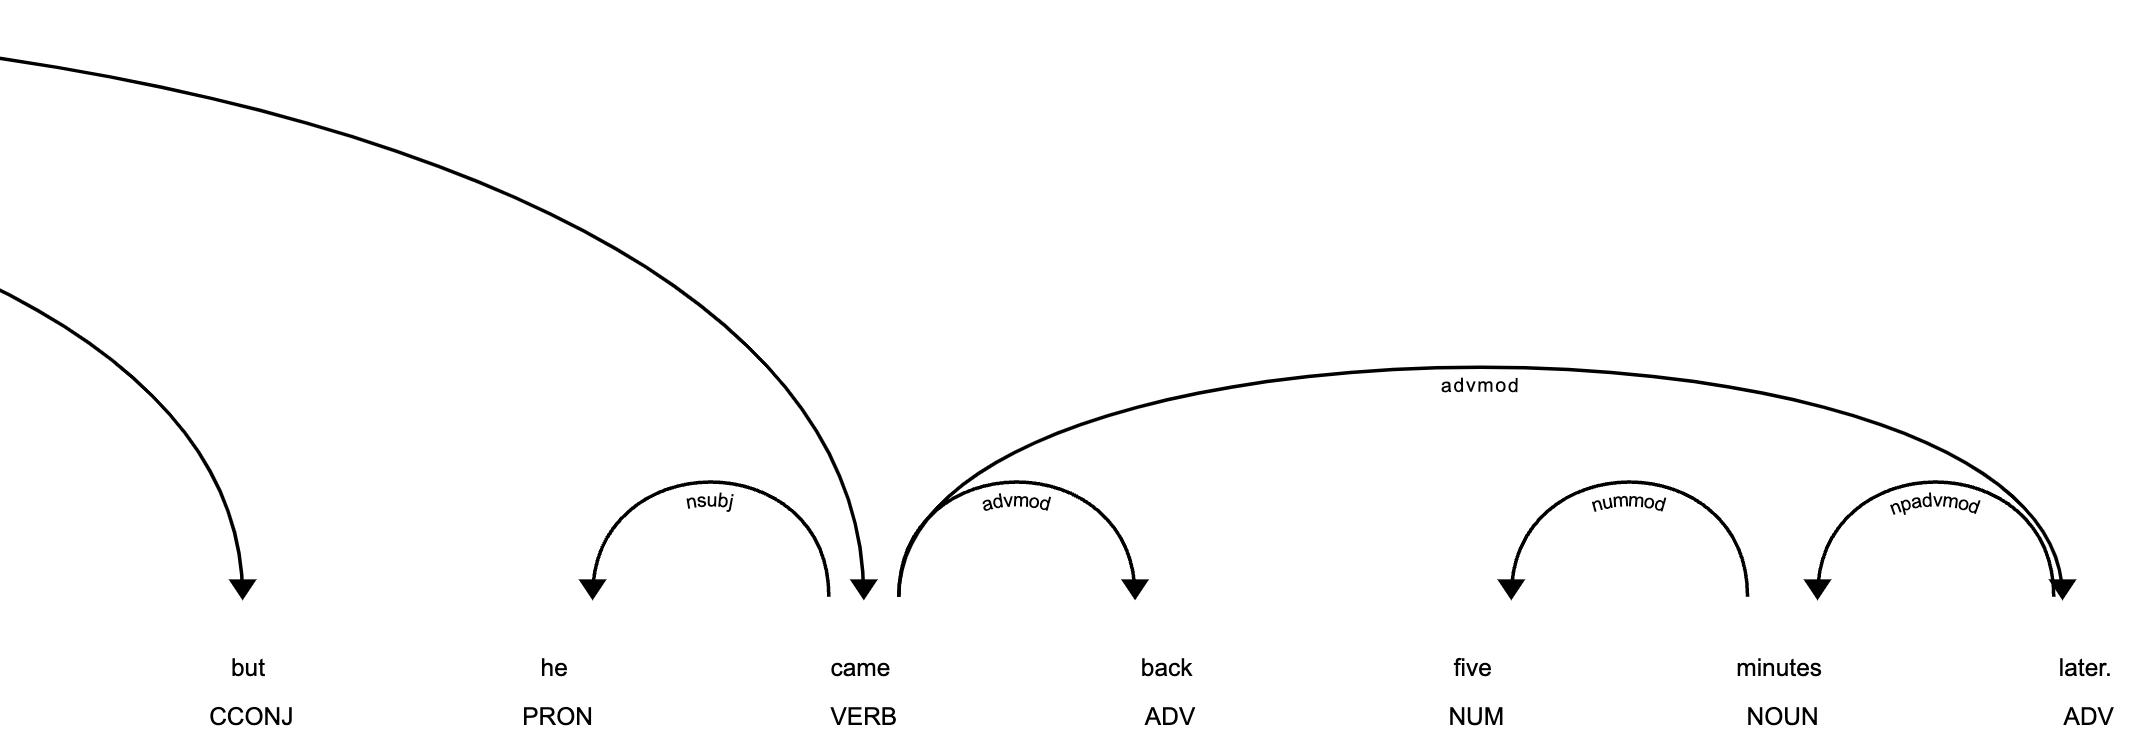 advmod
nsubj advmod nummod npadvmod
but he came back five minutes later.
CCONJ PRON VERB ADV NUM NOUN ADV